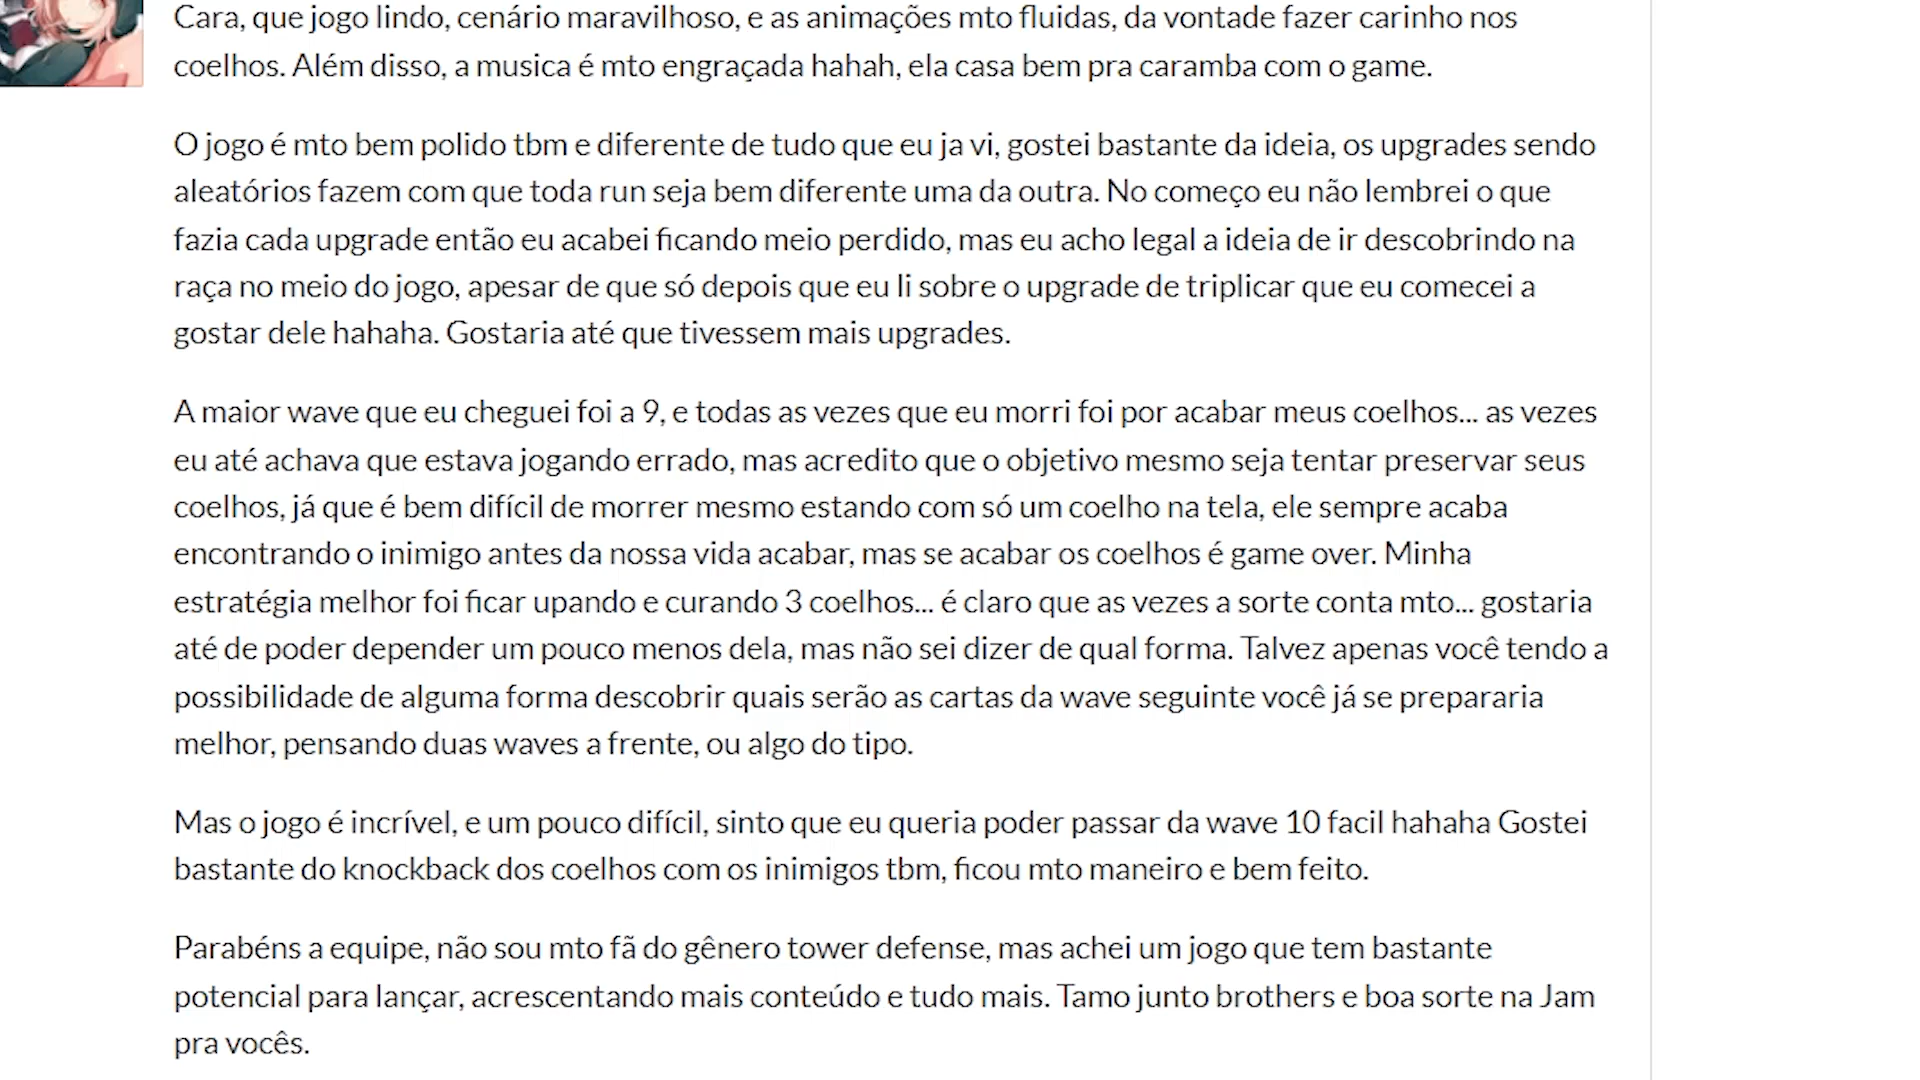 Cara, que jogo lindo, cenário maravilhoso, e as animações mto fluidas, da vontade fazer carinho nos
coelhos. Além disso, a musica é mto engraçada hahah, ela casa bem pra caramba com o game.
O jogo é mto bem polido tbm e diferente de tudo que eu ja vi, gostei bastante da ideia, os upgrades sendo
aleatórios fazem com que toda run seja bem diferente uma da outra. No começo eu não lembrei o que
fazia cada upgrade então eu acabei ficando meio perdido, mas eu acho legal a ideia de ir descobrindo na
raça no meio do jogo, apesar de que só depois que eu li sobre o upgrade de triplicar que eu comecei a
gostar dele hahaha. Gostaria até que tivessem mais upgrades.
A maior wave que eu cheguei foi a 9, e todas as vezes que eu morri foi por acabar meus coelhos... as vezes
eu até achava que estava jogando errado, mas acredito que o objetivo mesmo seja tentar preservar seus
coelhos, já que é bem difícil de morrer mesmo estando com só um coelho na tela, ele sempre acaba
encontrando o inimigo antes da nossa vida acabar, mas se acabar os coelhos é game over. Minha
estratégia melhor foi ficar upando e curando 3 coelhos... é claro que as vezes a sorte conta mto... gostaria
até de poder depender um pouco menos dela, mas não sei dizer de qual forma. Talvez apenas você tendo a
possibilidade de alguma forma descobrir quais serão as cartas da wave seguinte você já se prepararia
melhor, pensando duas waves a frente, ou algo do tipo.
Mas o jogo é incrível, e um pouco difícil, sinto que eu queria poder passar da wave 10 facil hahaha Gostei
bastante do knockback dos coelhos com os inimigos tbm, ficou mto maneiro e bem feito.
Parabéns a equipe, não sou mto fã do gênero tower defense, mas achei um jogo que tem bastante
potencial para lançar, acrescentando mais conteúdo e tudo mais. Tamo junto brothers e boa sorte na Jam
pra vocês.